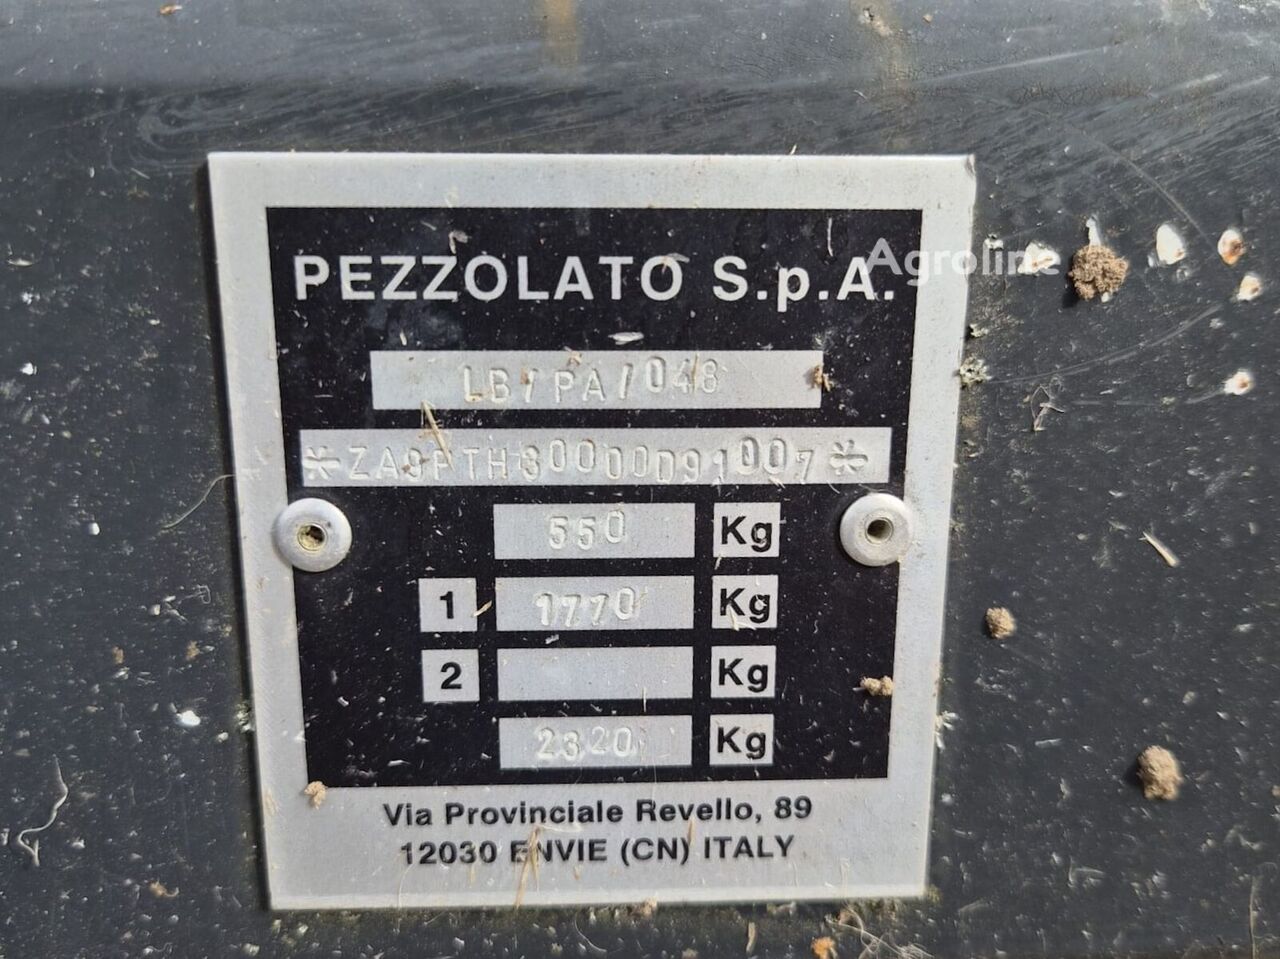 PEZZOLATO S.p.A.
Agroline
LB/PA/048
*ZA9PTH30000D91007*
550 Kg
1 1770 Kg
2 Kg
2320 Kg
Via Provinciale Revello, 89
12030 ENVIE (CN) ITALY